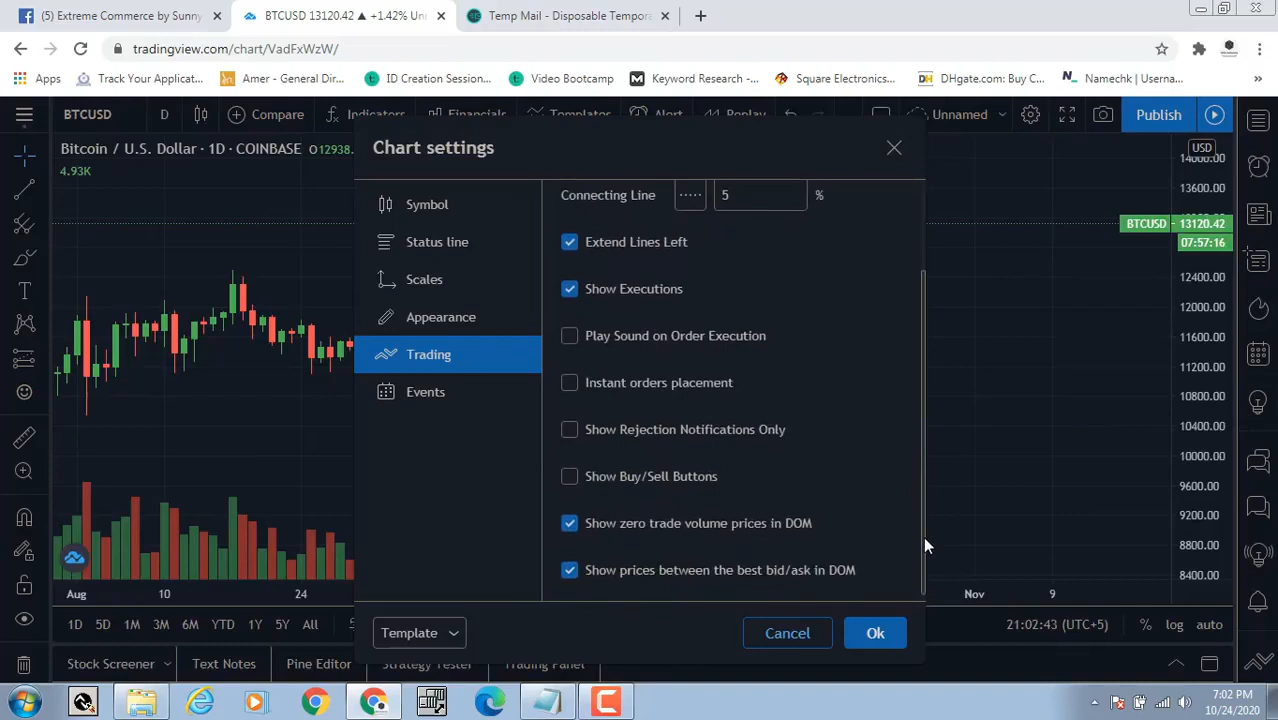 Extreme Commerce by Sunny
BTCUSD 13120.42 ▲ +1.42% Un
Temp Mail - Disposable Tempora
tradingview.com/chart/VadFxWzW/
Apps
Track Your Applicat...
Amer - General Dir...
ID Creation Session...
Video Bootcamp
Keyword Research -...
Square Electronics...
DHgate.com: Buy C...
Namechk | Userna...
BTCUSD
D
Compare
Indicators
Financials
Templates
Alert
Replay
Unnamed
Publish
Bitcoin / U.S. Dollar · 1D · COINBASE
O12938.
4.93K
Chart settings
Symbol
Status line
Scales
Appearance
Trading
Events
Connecting Line
5
%
Extend Lines Left
Show Executions
Play Sound on Order Execution
Instant orders placement
Show Rejection Notifications Only
Show Buy/Sell Buttons
Show zero trade volume prices in DOM
Show prices between the best bid/ask in DOM
Template
Cancel
Ok
USD
14000.00
13600.00
BTCUSD
13120.42
07:57:16
12400.00
12000.00
11600.00
11200.00
10800.00
10400.00
10000.00
9600.00
9200.00
8800.00
8400.00
Aug
10
24
Nov
9
1D
5D
1M
3M
6M
YTD
1Y
5Y
All
21:02:43 (UTC+5)
%
log
auto
Stock Screener
Text Notes
Pine Editor
Strategy Tester
Trading Panel
7:02 PM
10/24/2020